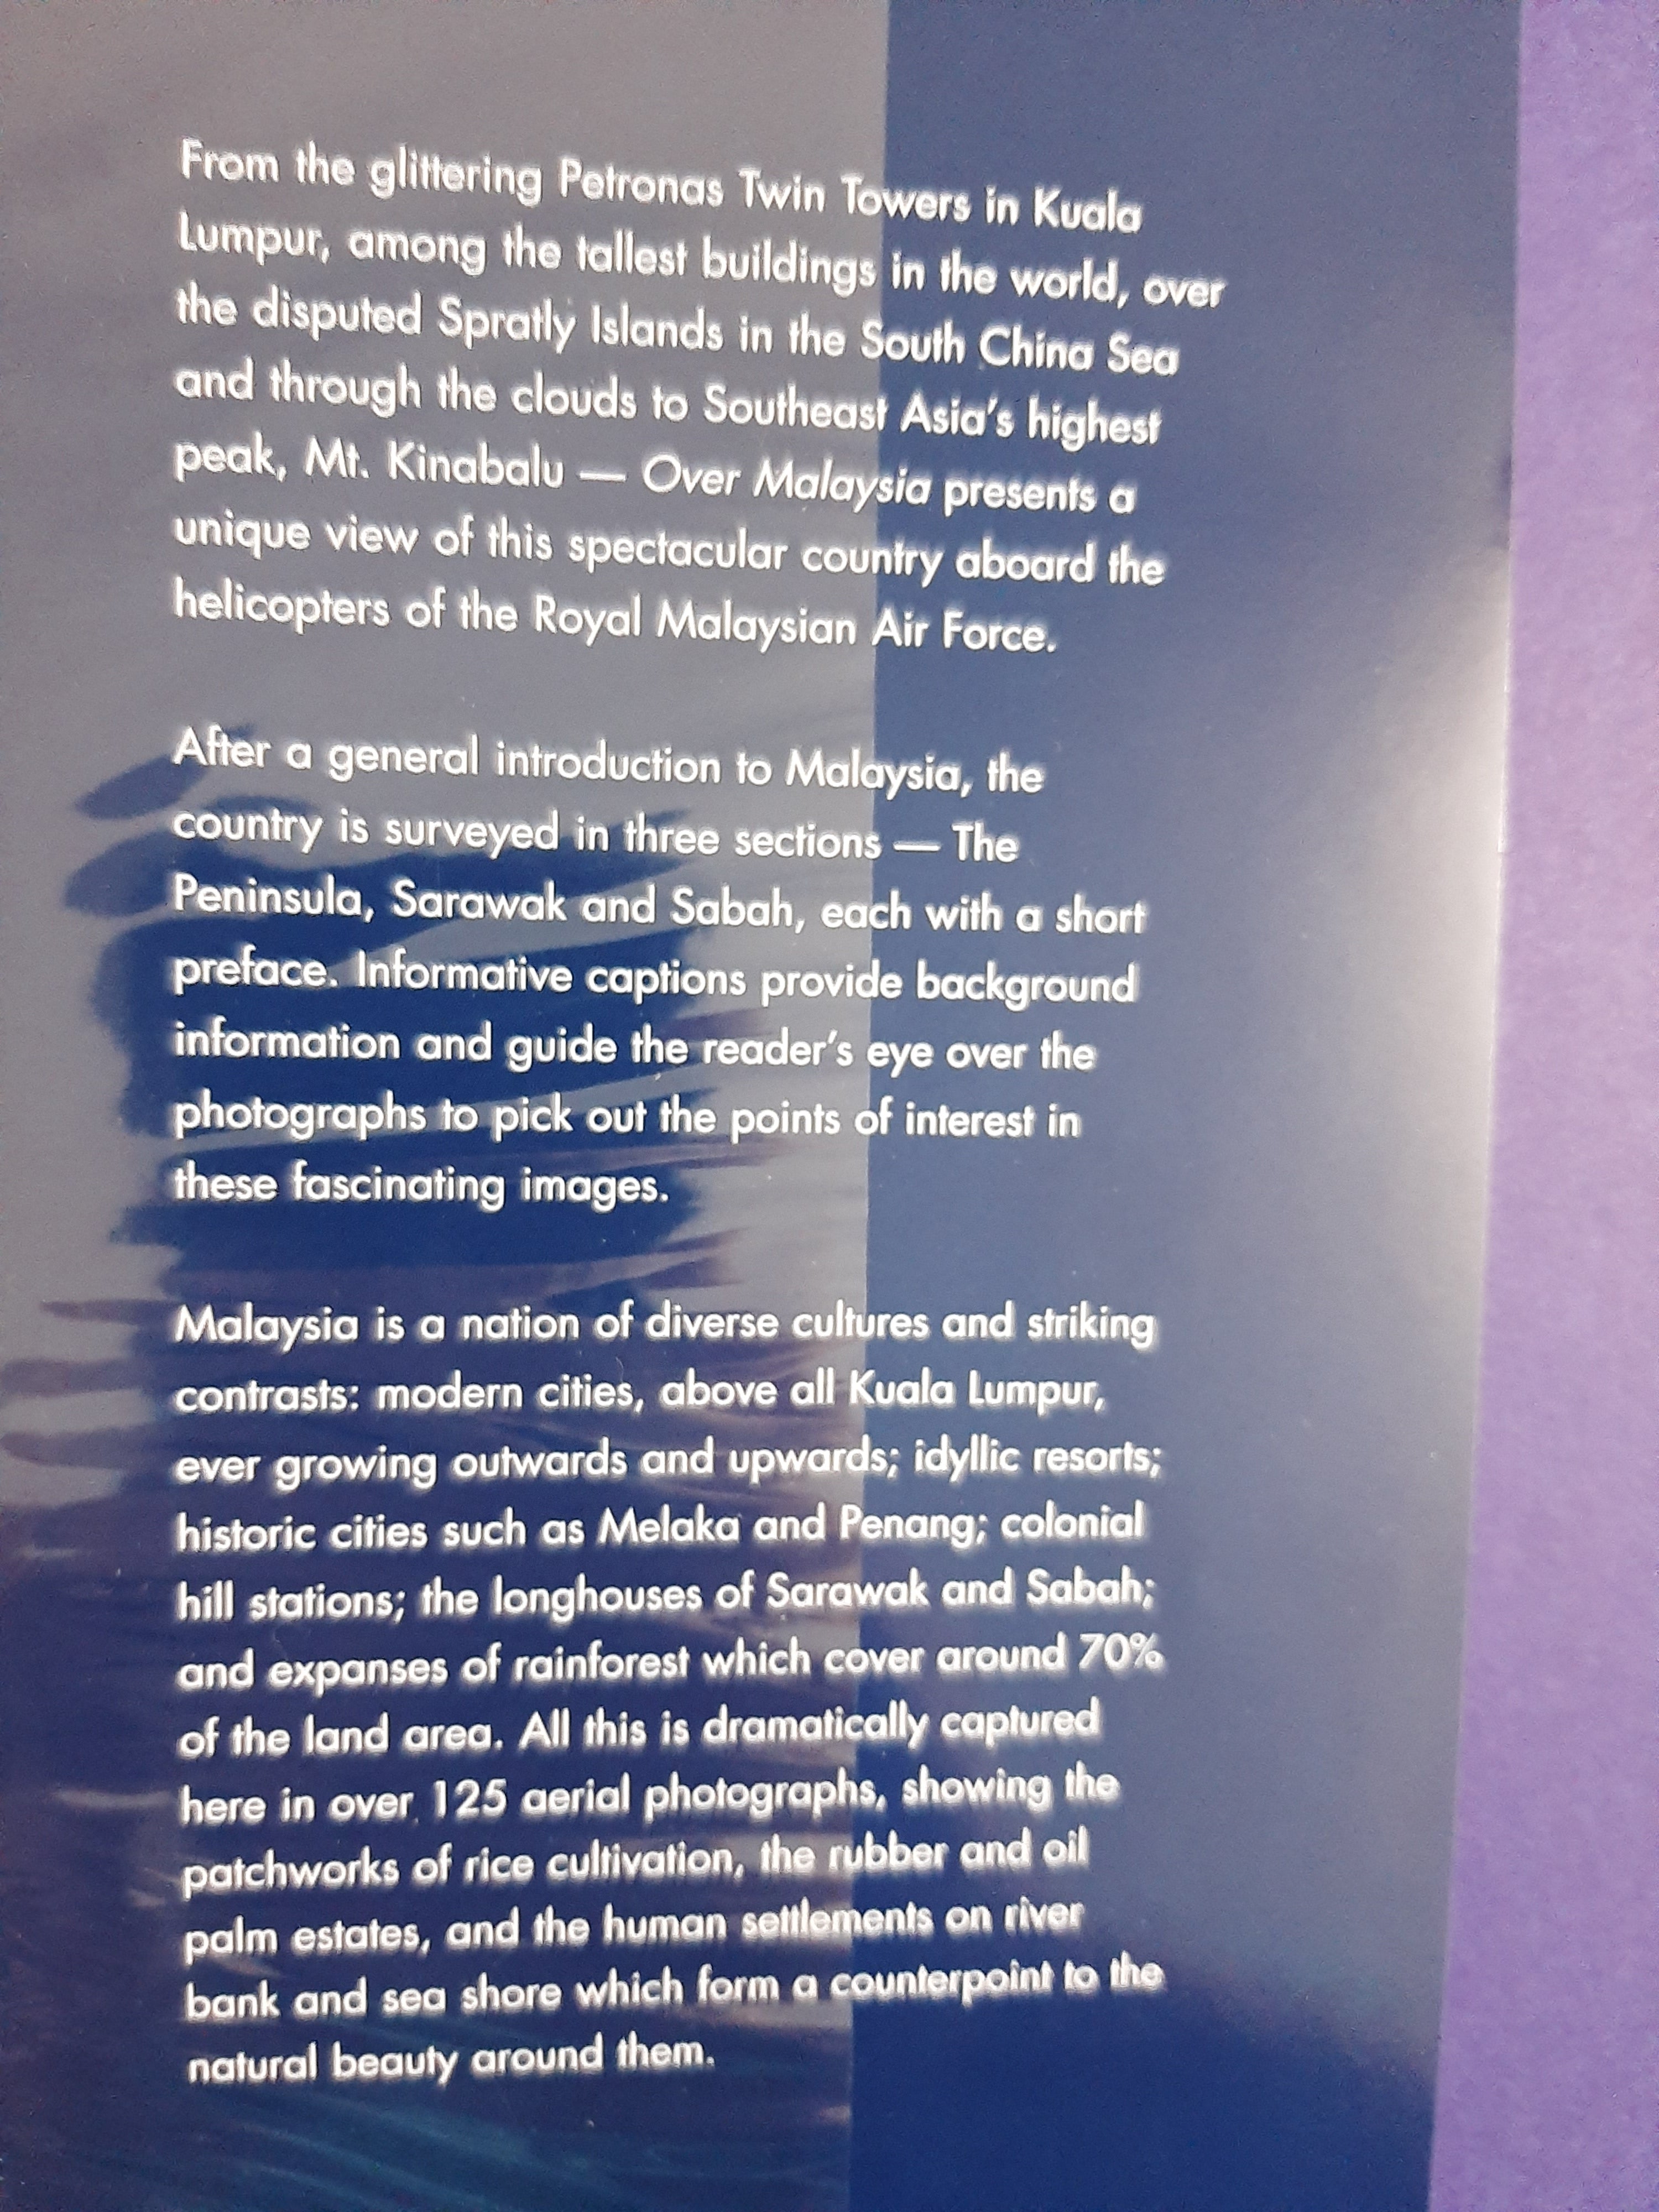 From the glittering Petronas Twin Towers in Kuala
Lumpur, among the tallest buildings in the world, over
the disputed Spratly Islands in the South China Sea
and through the clouds to Southeast Asia's highest
peak, Mt. Kinabalu — Over Malaysia presents a
unique view of this spectacular country aboard the
helicopters of the Royal Malaysian Air Force.
After a general introduction to Malaysia, the
country is surveyed in three sections — The
Peninsula, Sarawak and Sabah, each with a short
preface. Informative captions provide background
information and guide the reader's eye over the
photographs to pick out the points of interest in
these fascinating images.
Malaysia is a nation of diverse cultures and striking
contrasts: modern cities, above all Kuala Lumpur,
ever growing outwards and upwards; idyllic resorts;
historic cities such as Melaka and Penang; colonial
hill stations; the longhouses of Sarawak and Sabah;
and expanses of rainforest which cover around 70%
of the land area. All this is dramatically captured
here in over 125 aerial photographs, showing the
patchworks of rice cultivation, the rubber and oil
palm estates, and the human settlements on river
bank and sea shore which form a counterpoint to the
natural beauty around them.